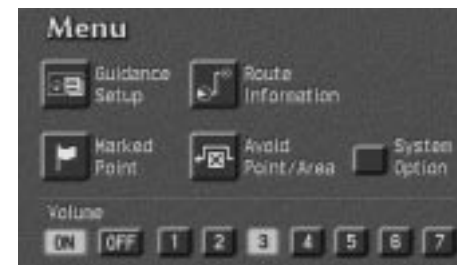 Menu
Guidance Setup
Route Information
Marked Point
Avoid Point/Area
System Option
Volume
ON OFF 1 2 3 4 5 6 7